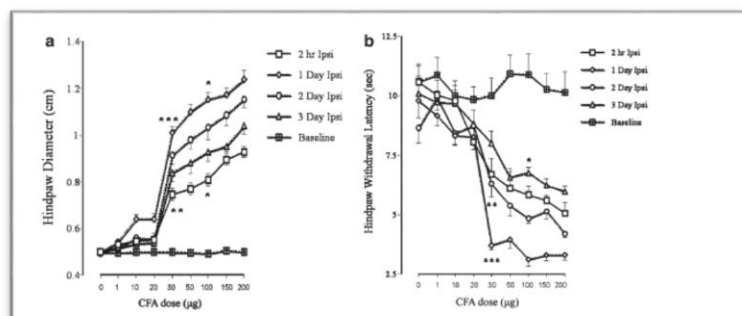 a
1.4
1.2
1
0.8
0.6
0.4
Hindpaw Diameter (cm)
0 1 10 20 30 50 100 150 200
CFA dose (µg)
***
*
**
*
2 hr Ipsi
1 Day Ipsi
2 Day Ipsi
3 Day Ipsi
Baseline
b
12.5
10
7.5
5
2.5
Hindpaw Withdrawal Latency (sec)
0 1 10 20 30 50 100 150 200
CFA dose (µg)
*
**
***
2 hr Ipsi
1 Day Ipsi
2 Day Ipsi
3 Day Ipsi
Baseline